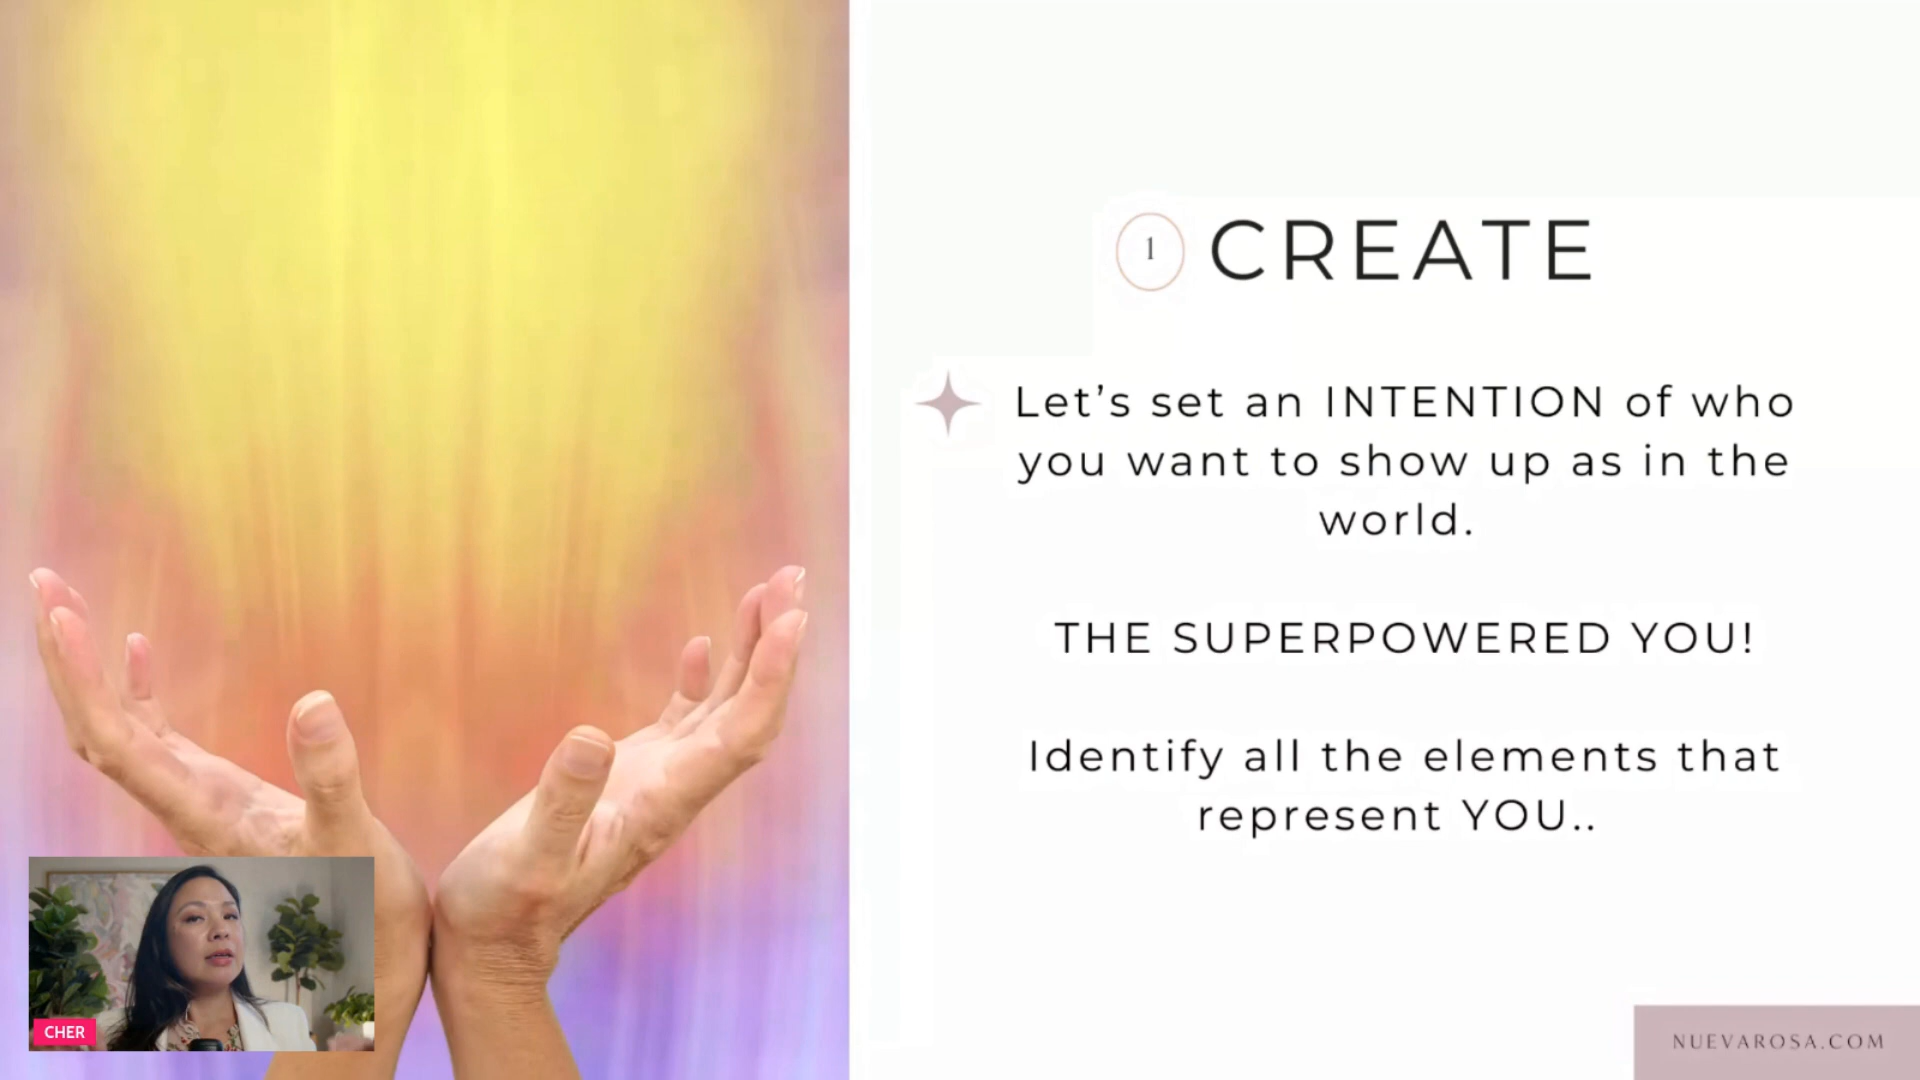 1 CREATE
Let’s set an INTENTION of who
you want to show up as in the
world.
THE SUPERPOWERED YOU!
Identify all the elements that
represent YOU..
CHER
NUEVAROSA.COM